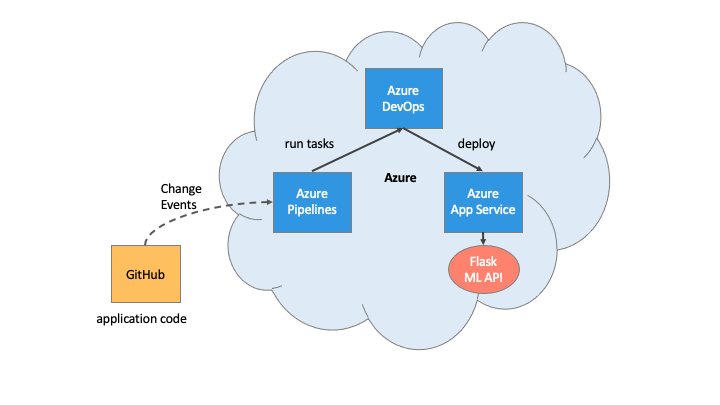 Azure
DevOps
run tasks
deploy
Azure
Azure
Pipelines
Azure
App Service
Change
Events
Flask
ML API
GitHub
application code